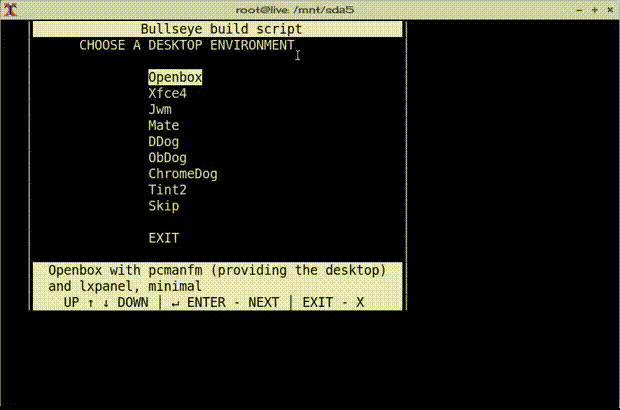 root@live: /mnt/sda5
Bullseye build script
CHOOSE A DESKTOP ENVIRONMENT
Openbox
Xfce4
Jwm
Mate
DDog
ObDog
ChromeDog
Tint2
Skip
EXIT
Openbox with pcmanfm (providing the desktop)
and lxpanel, minimal
UP ↑ ↓ DOWN | ↵ ENTER - NEXT | EXIT - X